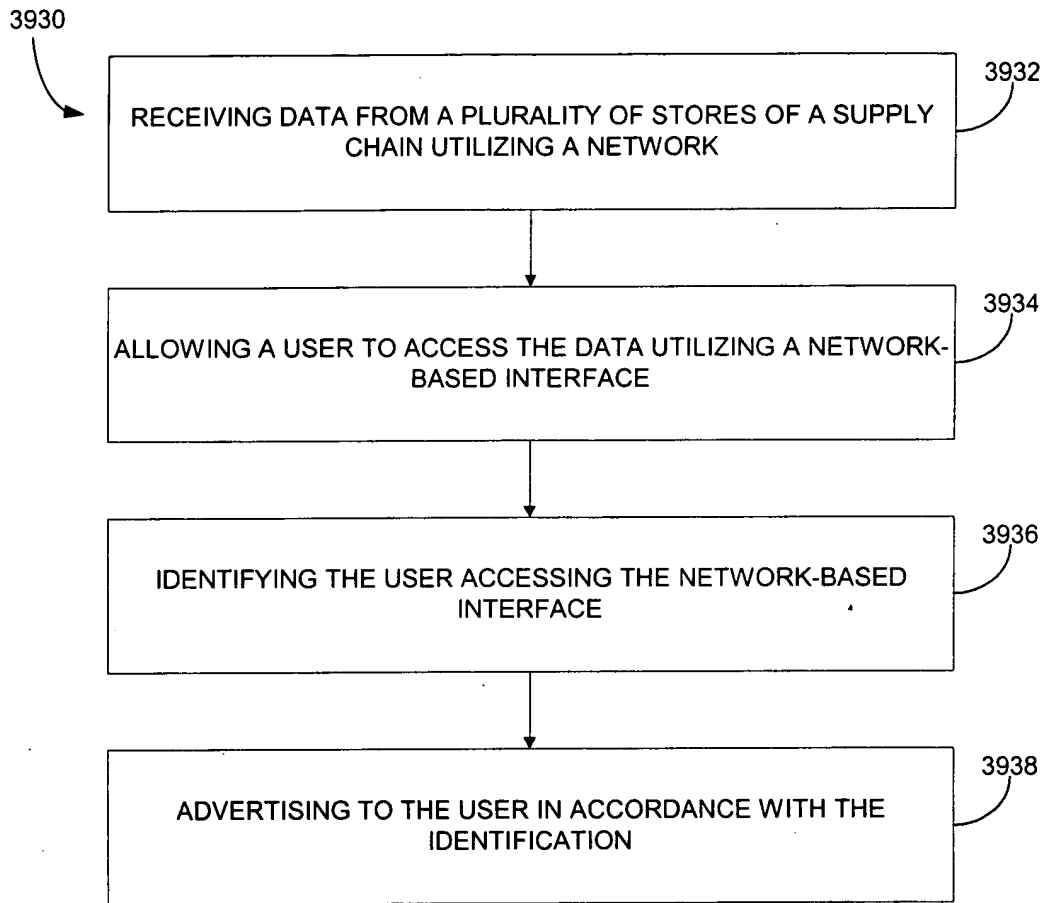 3930
3932
RECEIVING DATA FROM A PLURALITY OF STORES OF A SUPPLY
CHAIN UTILIZING A NETWORK
3934
ALLOWING A USER TO ACCESS THE DATA UTILIZING A NETWORK-
BASED INTERFACE
3936
IDENTIFYING THE USER ACCESSING THE NETWORK-BASED
INTERFACE
3938
ADVERTISING TO THE USER IN ACCORDANCE WITH THE
IDENTIFICATION